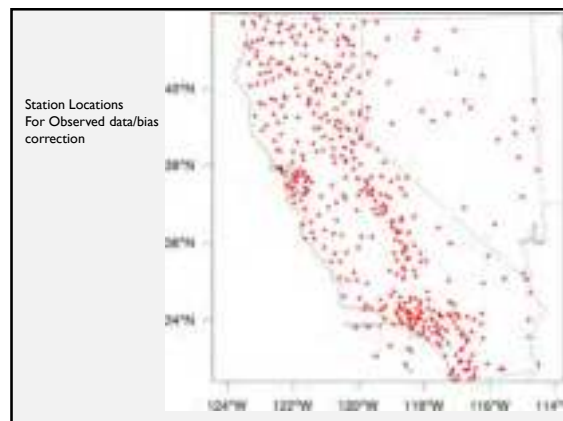 Station Locations
For Observed data/bias
correction
40°N
38°N
36°N
34°N
124°W 122°W 120°W 118°W 116°W 114°W